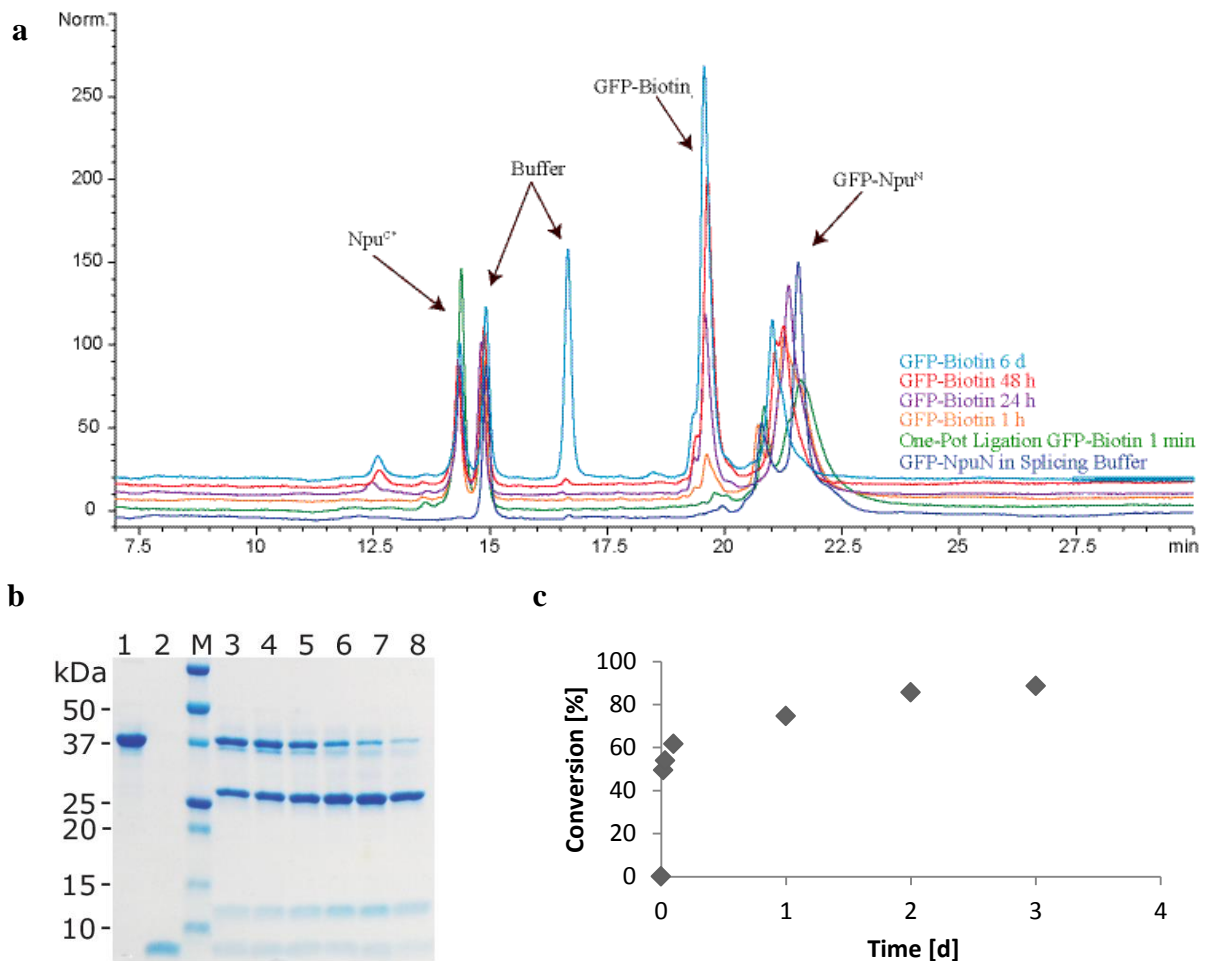 a
Norm.
250
200
150
100
50
0
7.5 10 12.5 15 17.5 20 22.5 25 27.5 min
GFP-Biotin
Buffer
GFP-Npuᴺ
Npuᶜ*
GFP-Biotin 6 d
GFP-Biotin 48 h
GFP-Biotin 24 h
GFP-Biotin 1 h
One-Pot Ligation GFP-Biotin 1 min
GFP-NpuN in Splicing Buffer
b
1 2 M 3 4 5 6 7 8
kDa
50
37
25
20
15
10
c
Conversion [%]
100
80
60
40
20
0
0 1 2 3 4
Time [d]